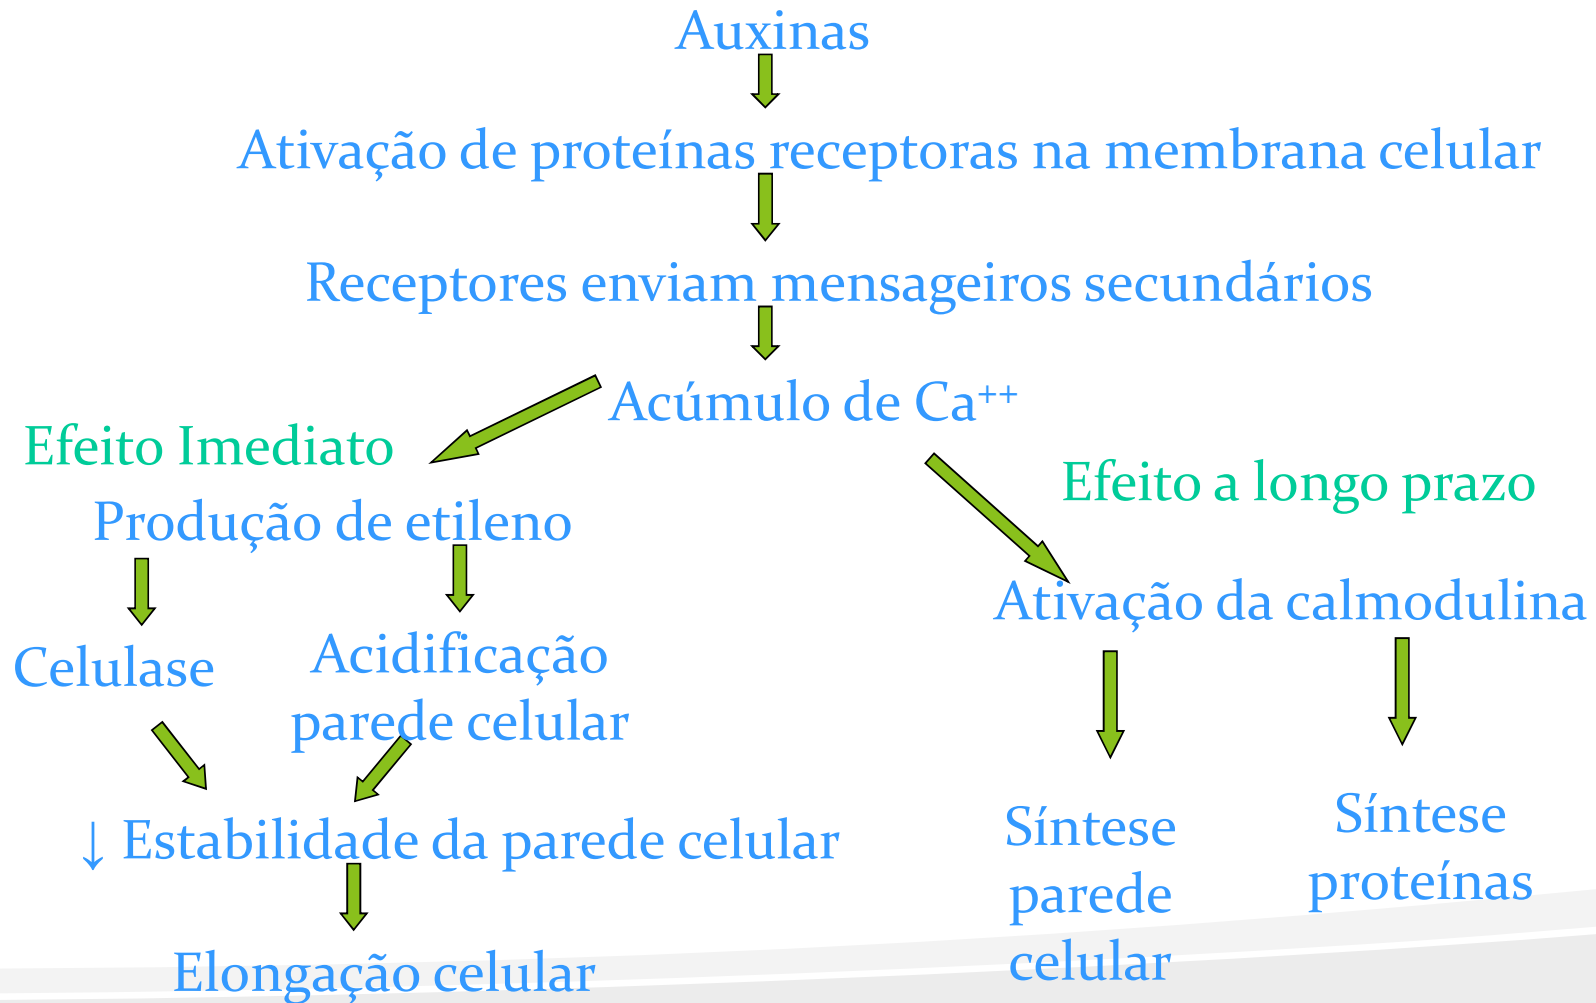 Auxinas
Ativação de proteínas receptoras na membrana celular
Receptores enviam mensageiros secundários
Acúmulo de Ca⁺⁺
Efeito Imediato
Produção de etileno
Celulase
Acidificação
parede celular
↓ Estabilidade da parede celular
Elongação celular
Efeito a longo prazo
Ativação da calmodulina
Síntese
parede
celular
Síntese
proteínas